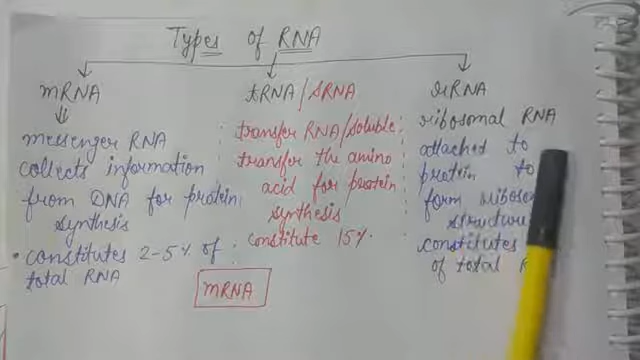 Types of RNA
mRNA
messenger RNA
collects information
from DNA for protein
synthesis
• constitutes 2-5% of
total RNA
tRNA/SRNA
transfer RNA/soluble
transfer the amino
acid for protein
synthesis
constitute 15%.
rRNA
ribosomal RNA
attached to
protein to
form
structure
constitutes
of total
mRNA